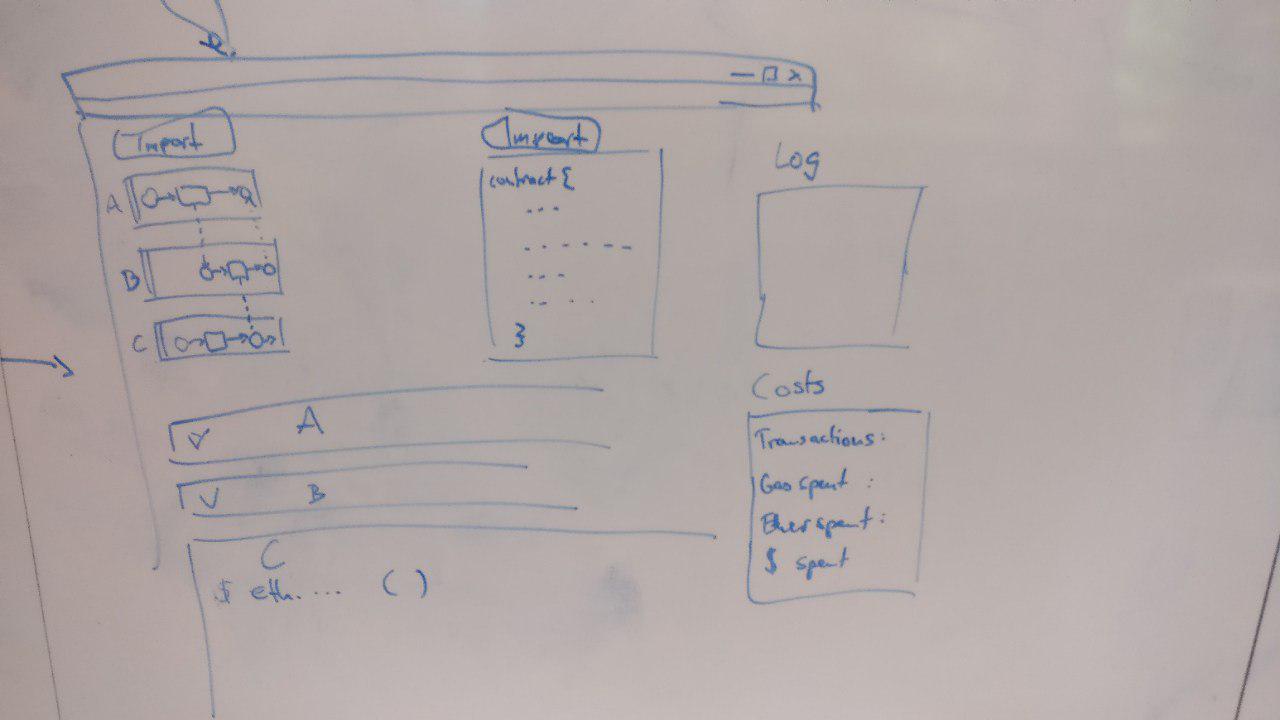 Import
A
B
C
Import
contract {
... 
. . . . - -
. . .
.. . . .
}
Log
Costs
Transactions:
Gas spent :
Ether spent :
$ spent
A
B
C
$ eth. ... ( )